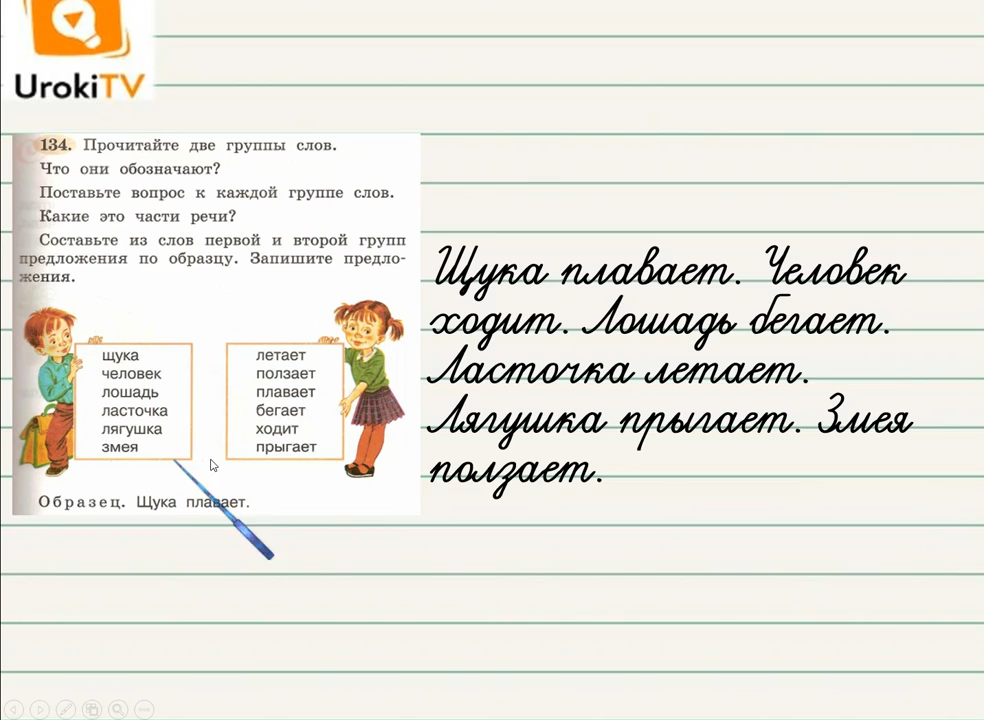 UrokiTV
134. Прочитайте две группы слов.
Что они обозначают?
Поставьте вопрос к каждой группе слов.
Какие это части речи?
Составьте из слов первой и второй групп
предложения по образцу. Запишите предло-
жения.
щука
человек
лошадь
ласточка
лягушка
змея
летает
ползает
плавает
бегает
ходит
прыгает
Образец. Щука плавает.
Щука плавает. Человек
ходит. Лошадь бегает.
Ласточка летает.
Лягушка прыгает. Змея
ползает.